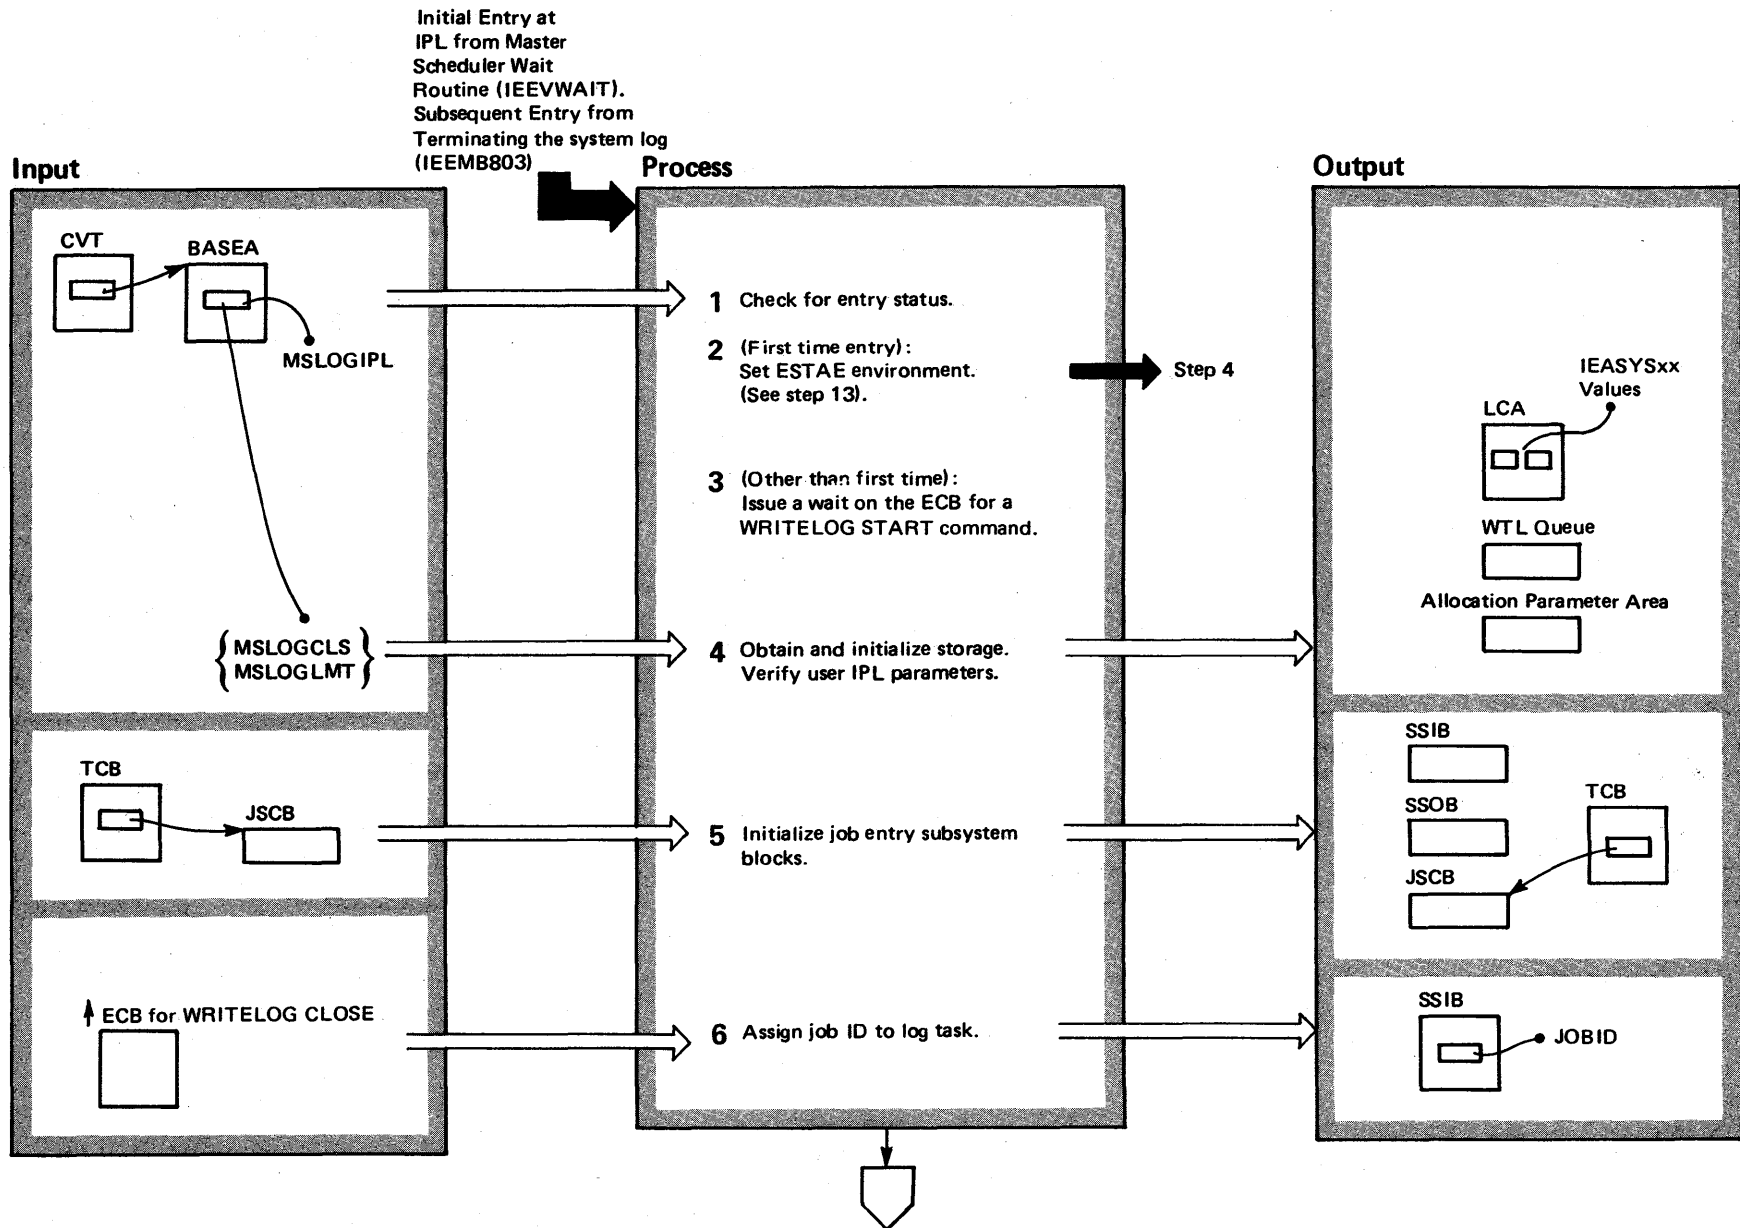 Initial Entry at
IPL from Master
Scheduler Wait
Routine (IEEVWAIT).
Subsequent Entry from
Terminating the system log
(IEEMB803)
Input
Process
Output
CVT
BASEA
MSLOGIPL
MSLOGCLS
MSLOGLMT
TCB
JSCB
ECB for WRITELOG CLOSE
1 Check for entry status.
2 (First time entry):
Set ESTAE environment.
(See step 13).
Step 4
3 (Other than first time):
Issue a wait on the ECB for a
WRITELOG START command.
4 Obtain and initialize storage.
Verify user IPL parameters.
5 Initialize job entry subsystem
blocks.
6 Assign job ID to log task.
IEASYSxx
Values
LCA
WTL Queue
Allocation Parameter Area
SSIB
SSOB
TCB
JSCB
SSIB
JOBID